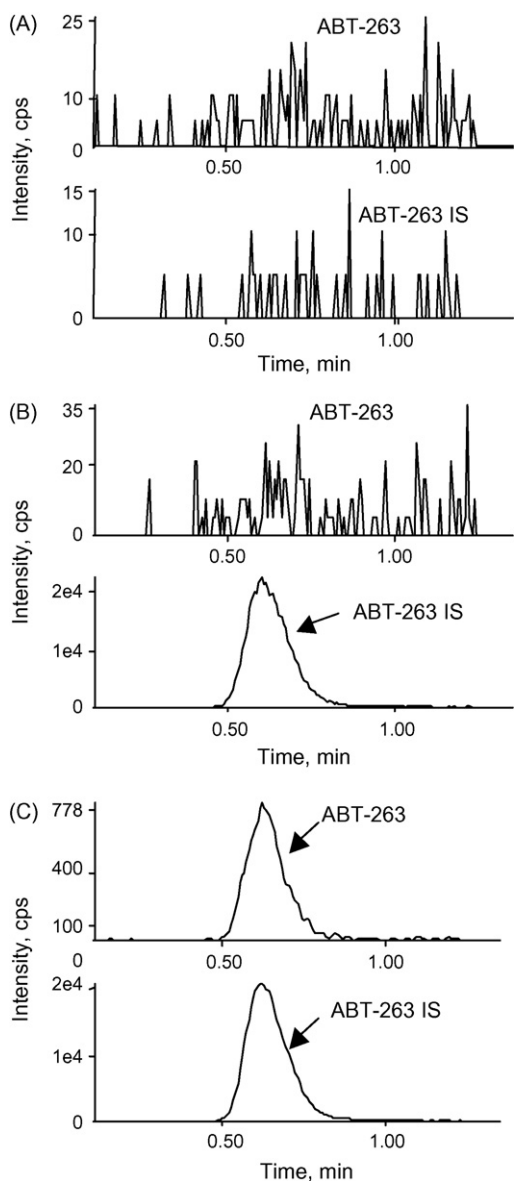 (A)
25
ABT-263
10
0
0.50 1.00
15
ABT-263 IS
10
0
0.50 1.00
Time, min
Intensity, cps
(B)
35
ABT-263
20
0
0.50 1.00
2e4
ABT-263 IS
1e4
0
0.50 1.00
Time, min
Intensity, cps
(C)
778
ABT-263
400
100
0
0.50 1.00
2e4
ABT-263 IS
1e4
0
0.50 1.00
Time, min
Intensity, cps